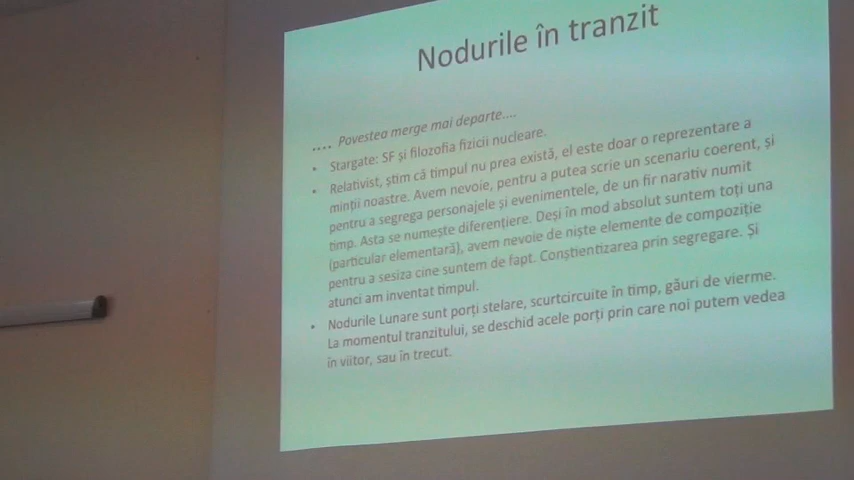 Nodurile în tranzit
.... Povestea merge mai departe....
• Stargate: SF și filozofia fizicii nucleare.
• Relativist, știm că timpul nu prea există, el este doar o reprezentare a
minții noastre. Avem nevoie, pentru a putea scrie un scenariu coerent, și
pentru a segrega personajele și evenimentele, de un fir narativ numit
timp. Asta se numește diferențiere. Deși în mod absolut suntem toți una
(particular elementară), avem nevoie de niște elemente de compoziție
pentru a sesiza cine suntem de fapt. Conștientizarea prin segregare. Și
atunci am inventat timpul.
• Nodurile Lunare sunt porți stelare, scurtcircuite în timp, găuri de vierme.
La momentul tranzitului, se deschid acele porți prin care noi putem vedea
în viitor, sau în trecut.